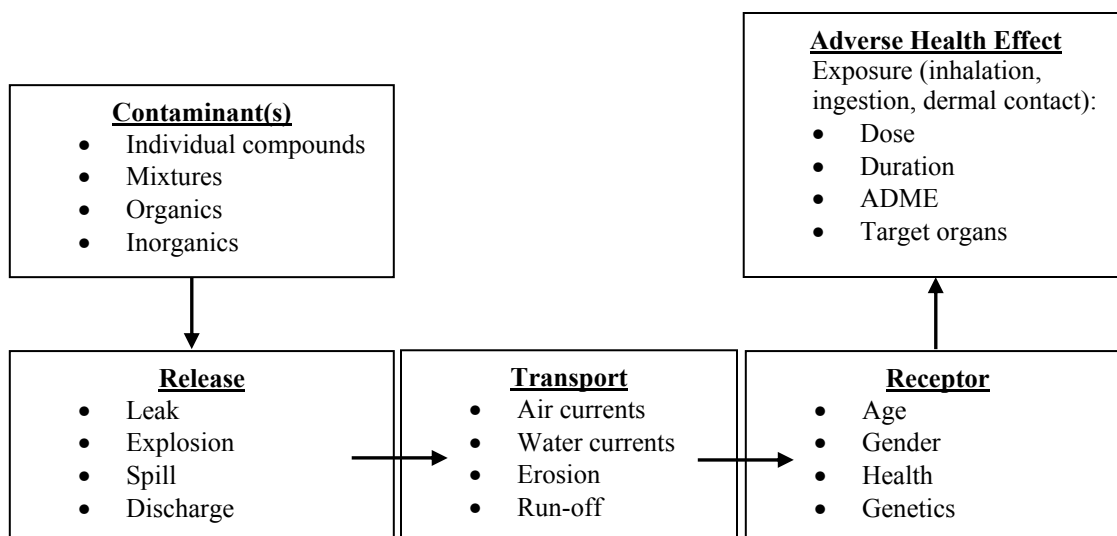 Contaminant(s)
• Individual compounds
• Mixtures
• Organics
• Inorganics
Release
• Leak
• Explosion
• Spill
• Discharge
Transport
• Air currents
• Water currents
• Erosion
• Run-off
Receptor
• Age
• Gender
• Health
• Genetics
Adverse Health Effect
Exposure (inhalation,
ingestion, dermal contact):
• Dose
• Duration
• ADME
• Target organs